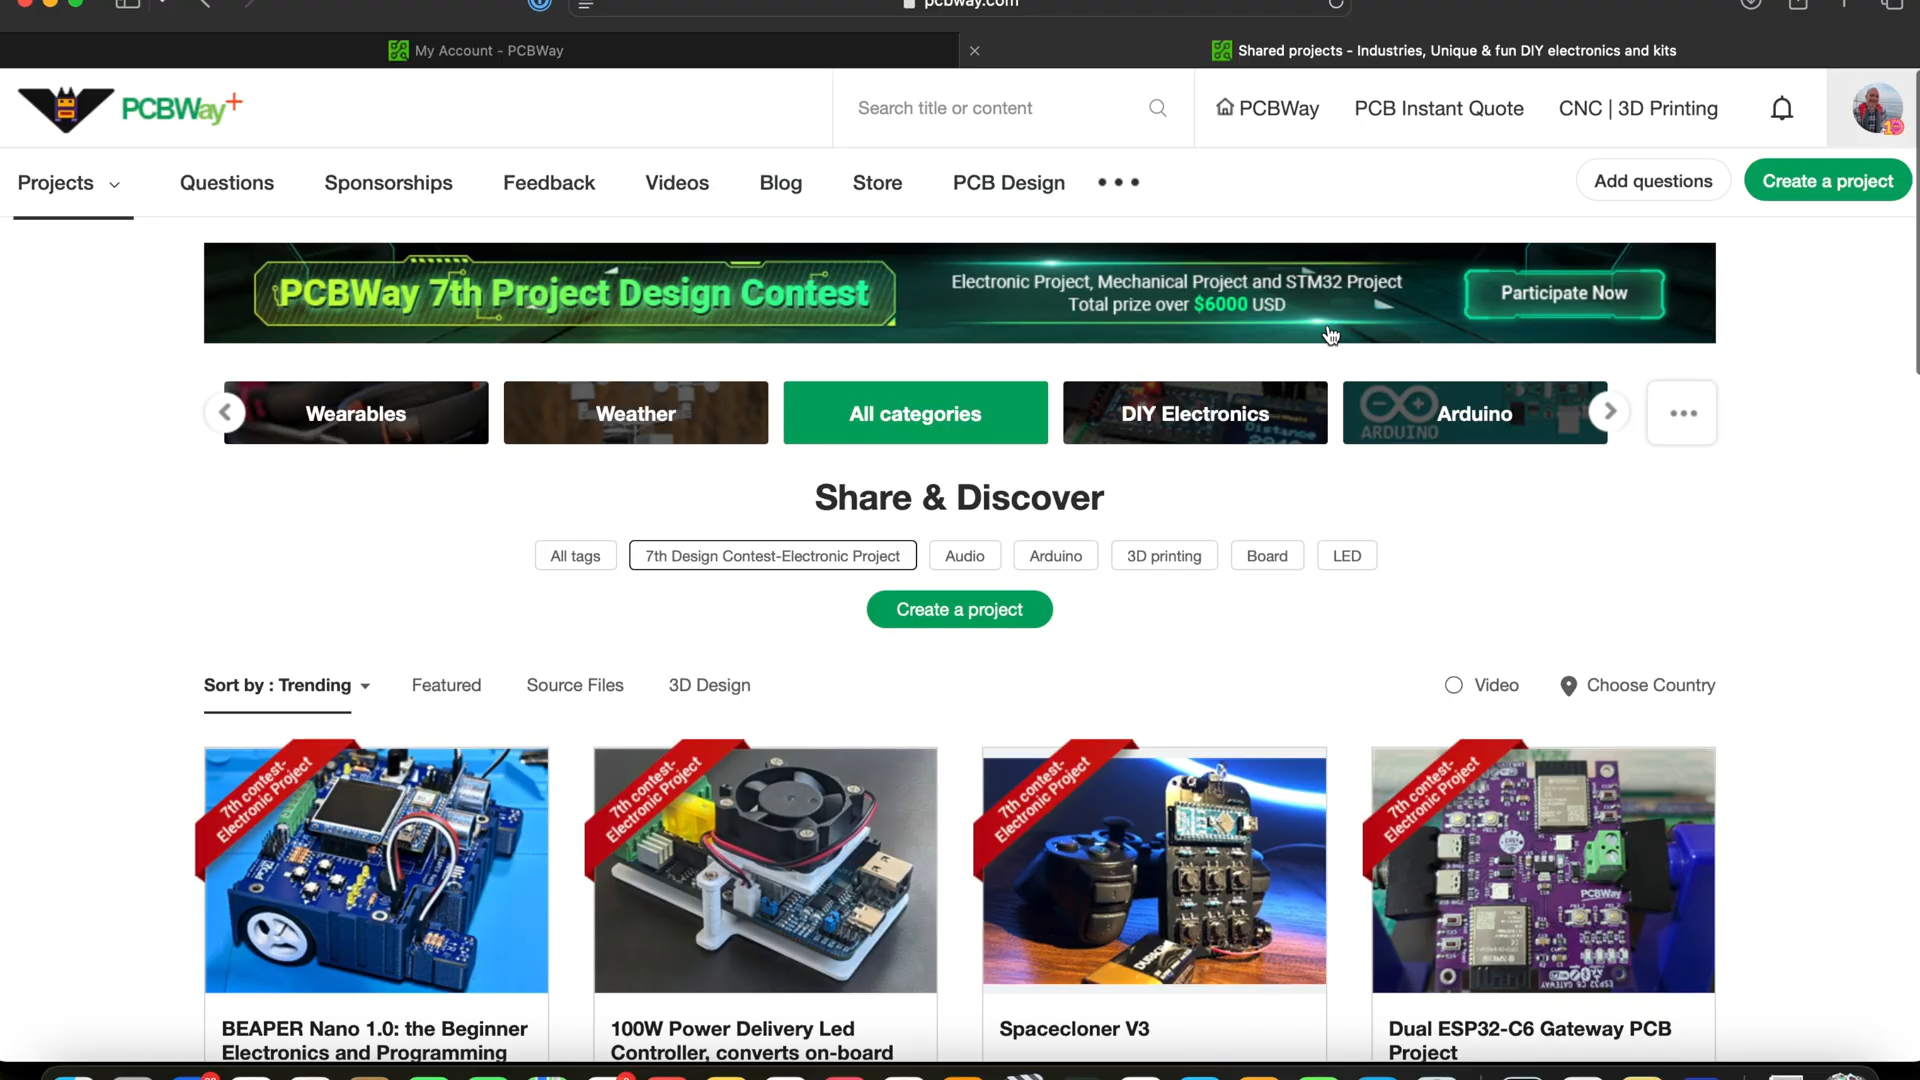 pcbway.com
My Account - PCBWay
Shared projects - Industries, Unique & fun DIY electronics and kits
PCBWay+
Search title or content
PCBWay
PCB Instant Quote
CNC | 3D Printing
Projects
Questions
Sponsorships
Feedback
Videos
Blog
Store
PCB Design
Add questions
Create a project
PCBWay 7th Project Design Contest
Electronic Project, Mechanical Project and STM32 Project
Total prize over $6000 USD
Participate Now
Wearables
Weather
All categories
DIY Electronics
Arduino
ARDUINO
Share & Discover
All tags
7th Design Contest-Electronic Project
Audio
Arduino
3D printing
Board
LED
Create a project
Sort by : Trending
Featured
Source Files
3D Design
Video
Choose Country
7th contest-
Electronic Project
7th contest-
Electronic Project
7th contest-
Electronic Project
7th contest-
Electronic Project
PCBWay
DURACELL
BEAPER Nano 1.0: the Beginner
Electronics and Programming
100W Power Delivery Led
Controller, converts on-board
Spacecloner V3
Dual ESP32-C6 Gateway PCB
Project